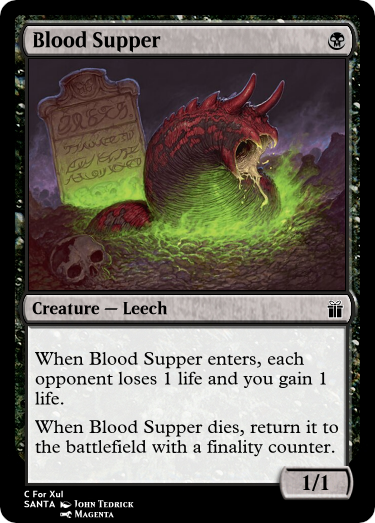 Blood Supper
Creature — Leech
When Blood Supper enters, each
opponent loses 1 life and you gain 1
life.
When Blood Supper dies, return it to
the battlefield with a finality counter.
1/1
C For Xul
SANTA JOHN TEDRICK
MAGENTA